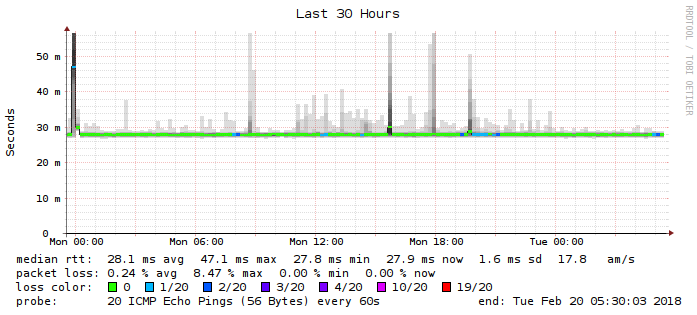 Last 30 Hours
RRDTOOL / TOBI OETIKER
Seconds
50 m
40 m
30 m
20 m
10 m
0
Mon 00:00 Mon 06:00 Mon 12:00 Mon 18:00 Tue 00:00
median rtt: 28.1 ms avg 47.1 ms max 27.8 ms min 27.9 ms now 1.6 ms sd 17.8 am/s
packet loss: 0.24 % avg 8.47 % max 0.00 % min 0.00 % now
loss color: 0 1/20 2/20 3/20 4/20 10/20 19/20
probe: 20 ICMP Echo Pings (56 Bytes) every 60s end: Tue Feb 20 05:30:03 2018